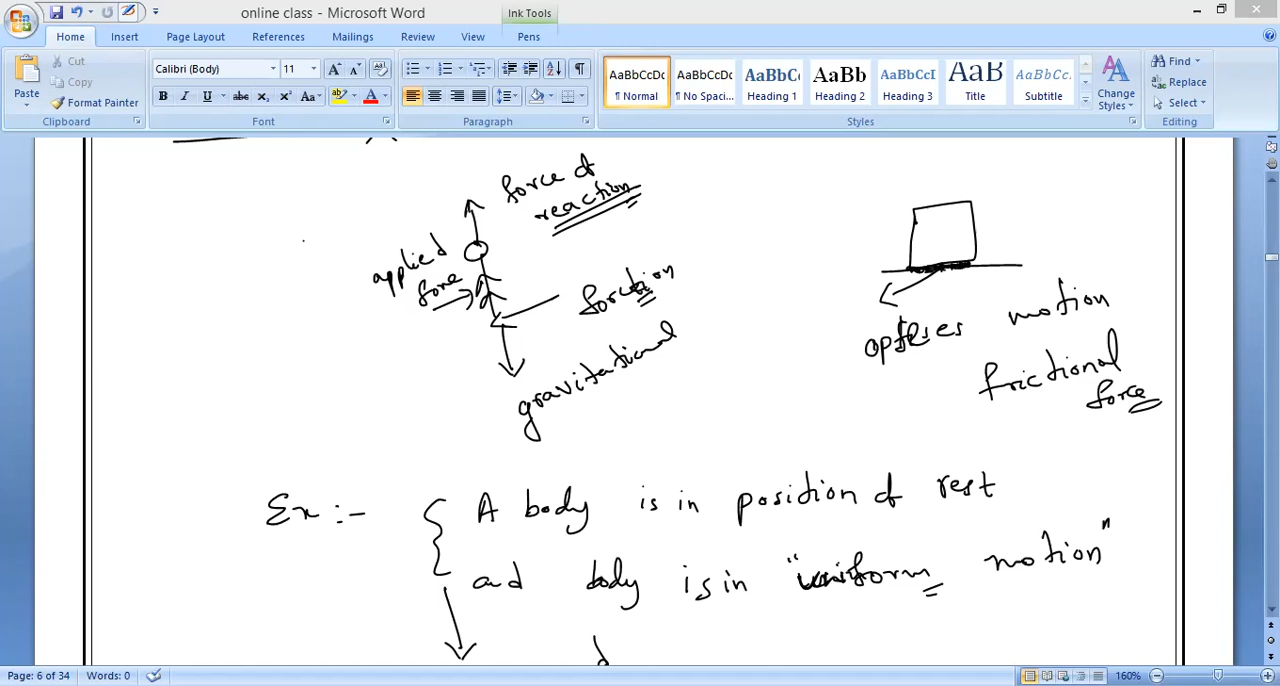 online class - Microsoft Word
Ink Tools
Home Insert Page Layout References Mailings Review View Pens
Cut
Copy
Format Painter
Paste
Calibri (Body) 11
AaBbCcDc AaBbCcDc AaBbC AaBb AaBbCcI AaB AaBbCc.
¶ Normal ¶ No Spaci... Heading 1 Heading 2 Heading 3 Title Subtitle
Change Styles
Find
Replace
Select
Clipboard Font Paragraph Styles Editing
force of
reaction
applied
force
gravitational
opposes motion
frictional
force
Ex :- A body is in position of rest
and body is in "uniform motion"
Page: 6 of 34 Words: 0 160%